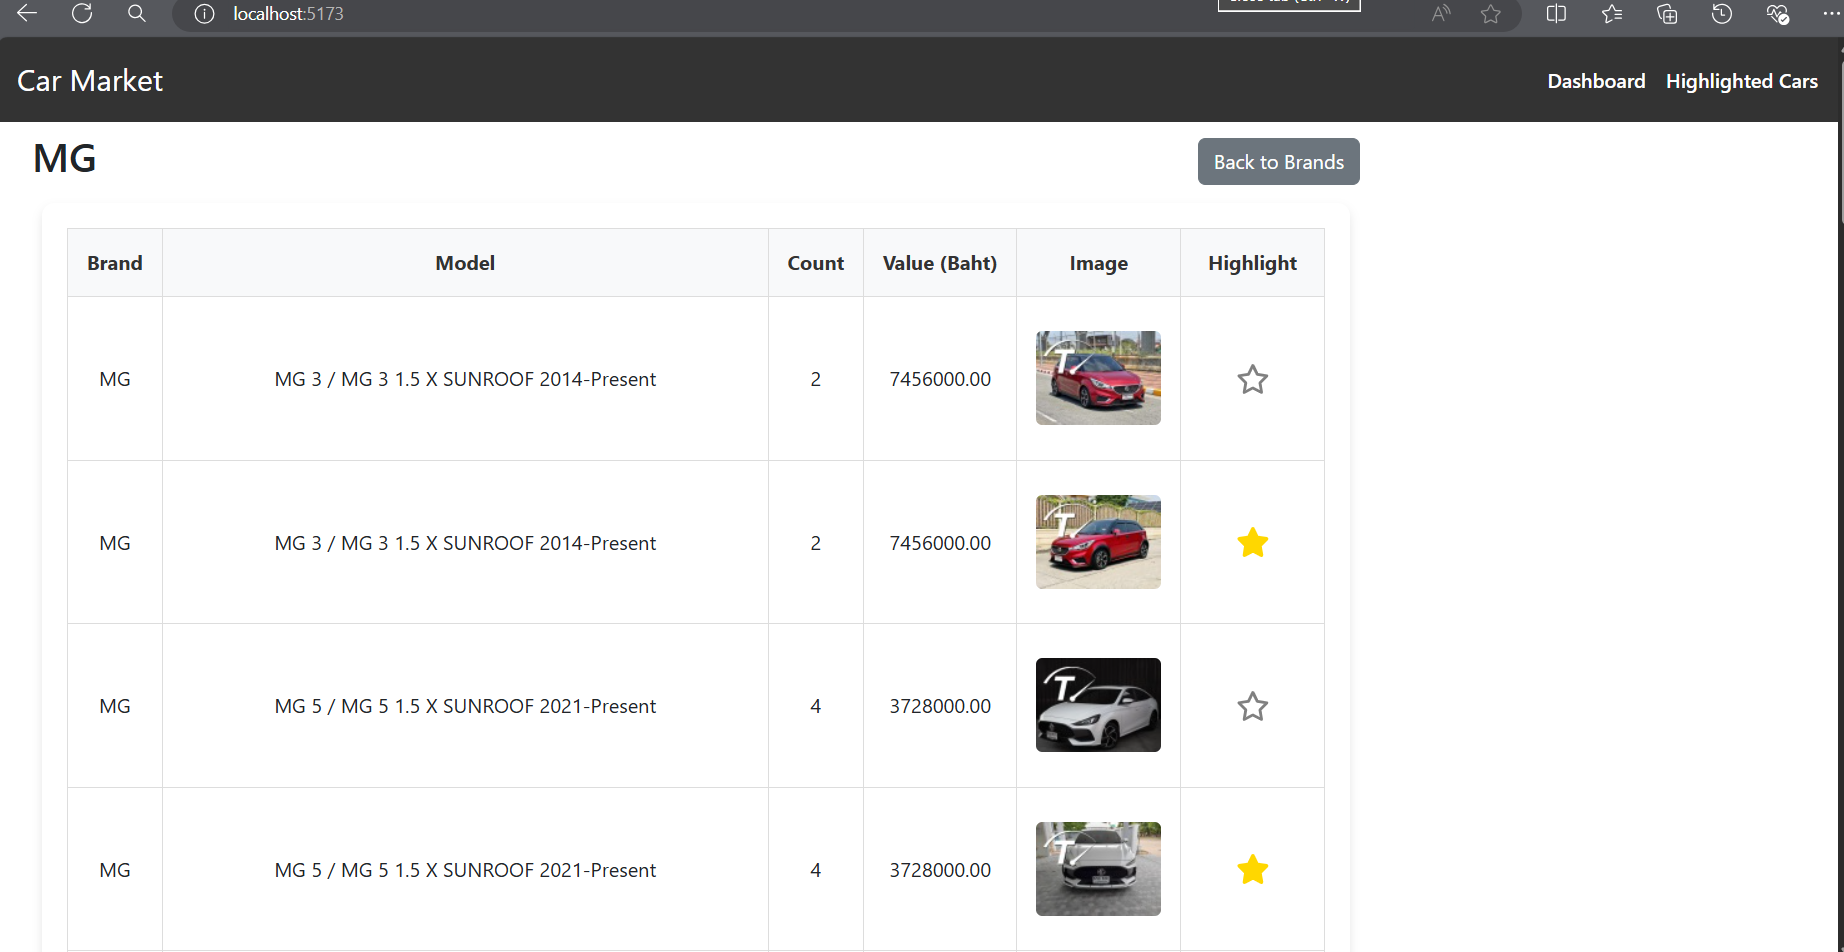 localhost:5173
Car Market
Dashboard Highlighted Cars
MG
Back to Brands
Brand Model Count Value (Baht) Image Highlight
MG MG 3 / MG 3 1.5 X SUNROOF 2014-Present 2 7456000.00
MG MG 3 / MG 3 1.5 X SUNROOF 2014-Present 2 7456000.00
MG MG 5 / MG 5 1.5 X SUNROOF 2021-Present 4 3728000.00
MG MG 5 / MG 5 1.5 X SUNROOF 2021-Present 4 3728000.00